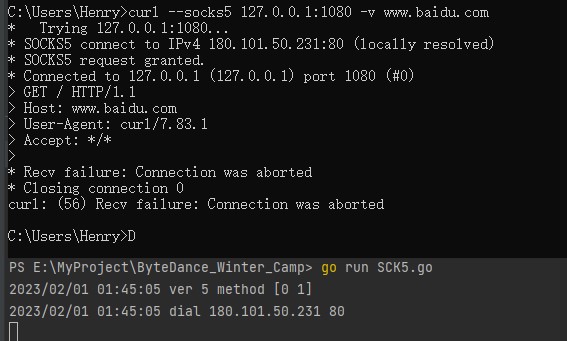 C:\Users\Henry>curl --socks5 127.0.0.1:1080 -v www.baidu.com
*   Trying 127.0.0.1:1080...
* SOCKS5 connect to IPv4 180.101.50.231:80 (locally resolved)
* SOCKS5 request granted.
* Connected to 127.0.0.1 (127.0.0.1) port 1080 (#0)
> GET / HTTP/1.1
> Host: www.baidu.com
> User-Agent: curl/7.83.1
> Accept: */*
>
* Recv failure: Connection was aborted
* Closing connection 0
curl: (56) Recv failure: Connection was aborted
C:\Users\Henry>D
PS E:\MyProject\ByteDance_Winter_Camp> go run SCK5.go
2023/02/01 01:45:05 ver 5 method [0 1]
2023/02/01 01:45:05 dial 180.101.50.231 80